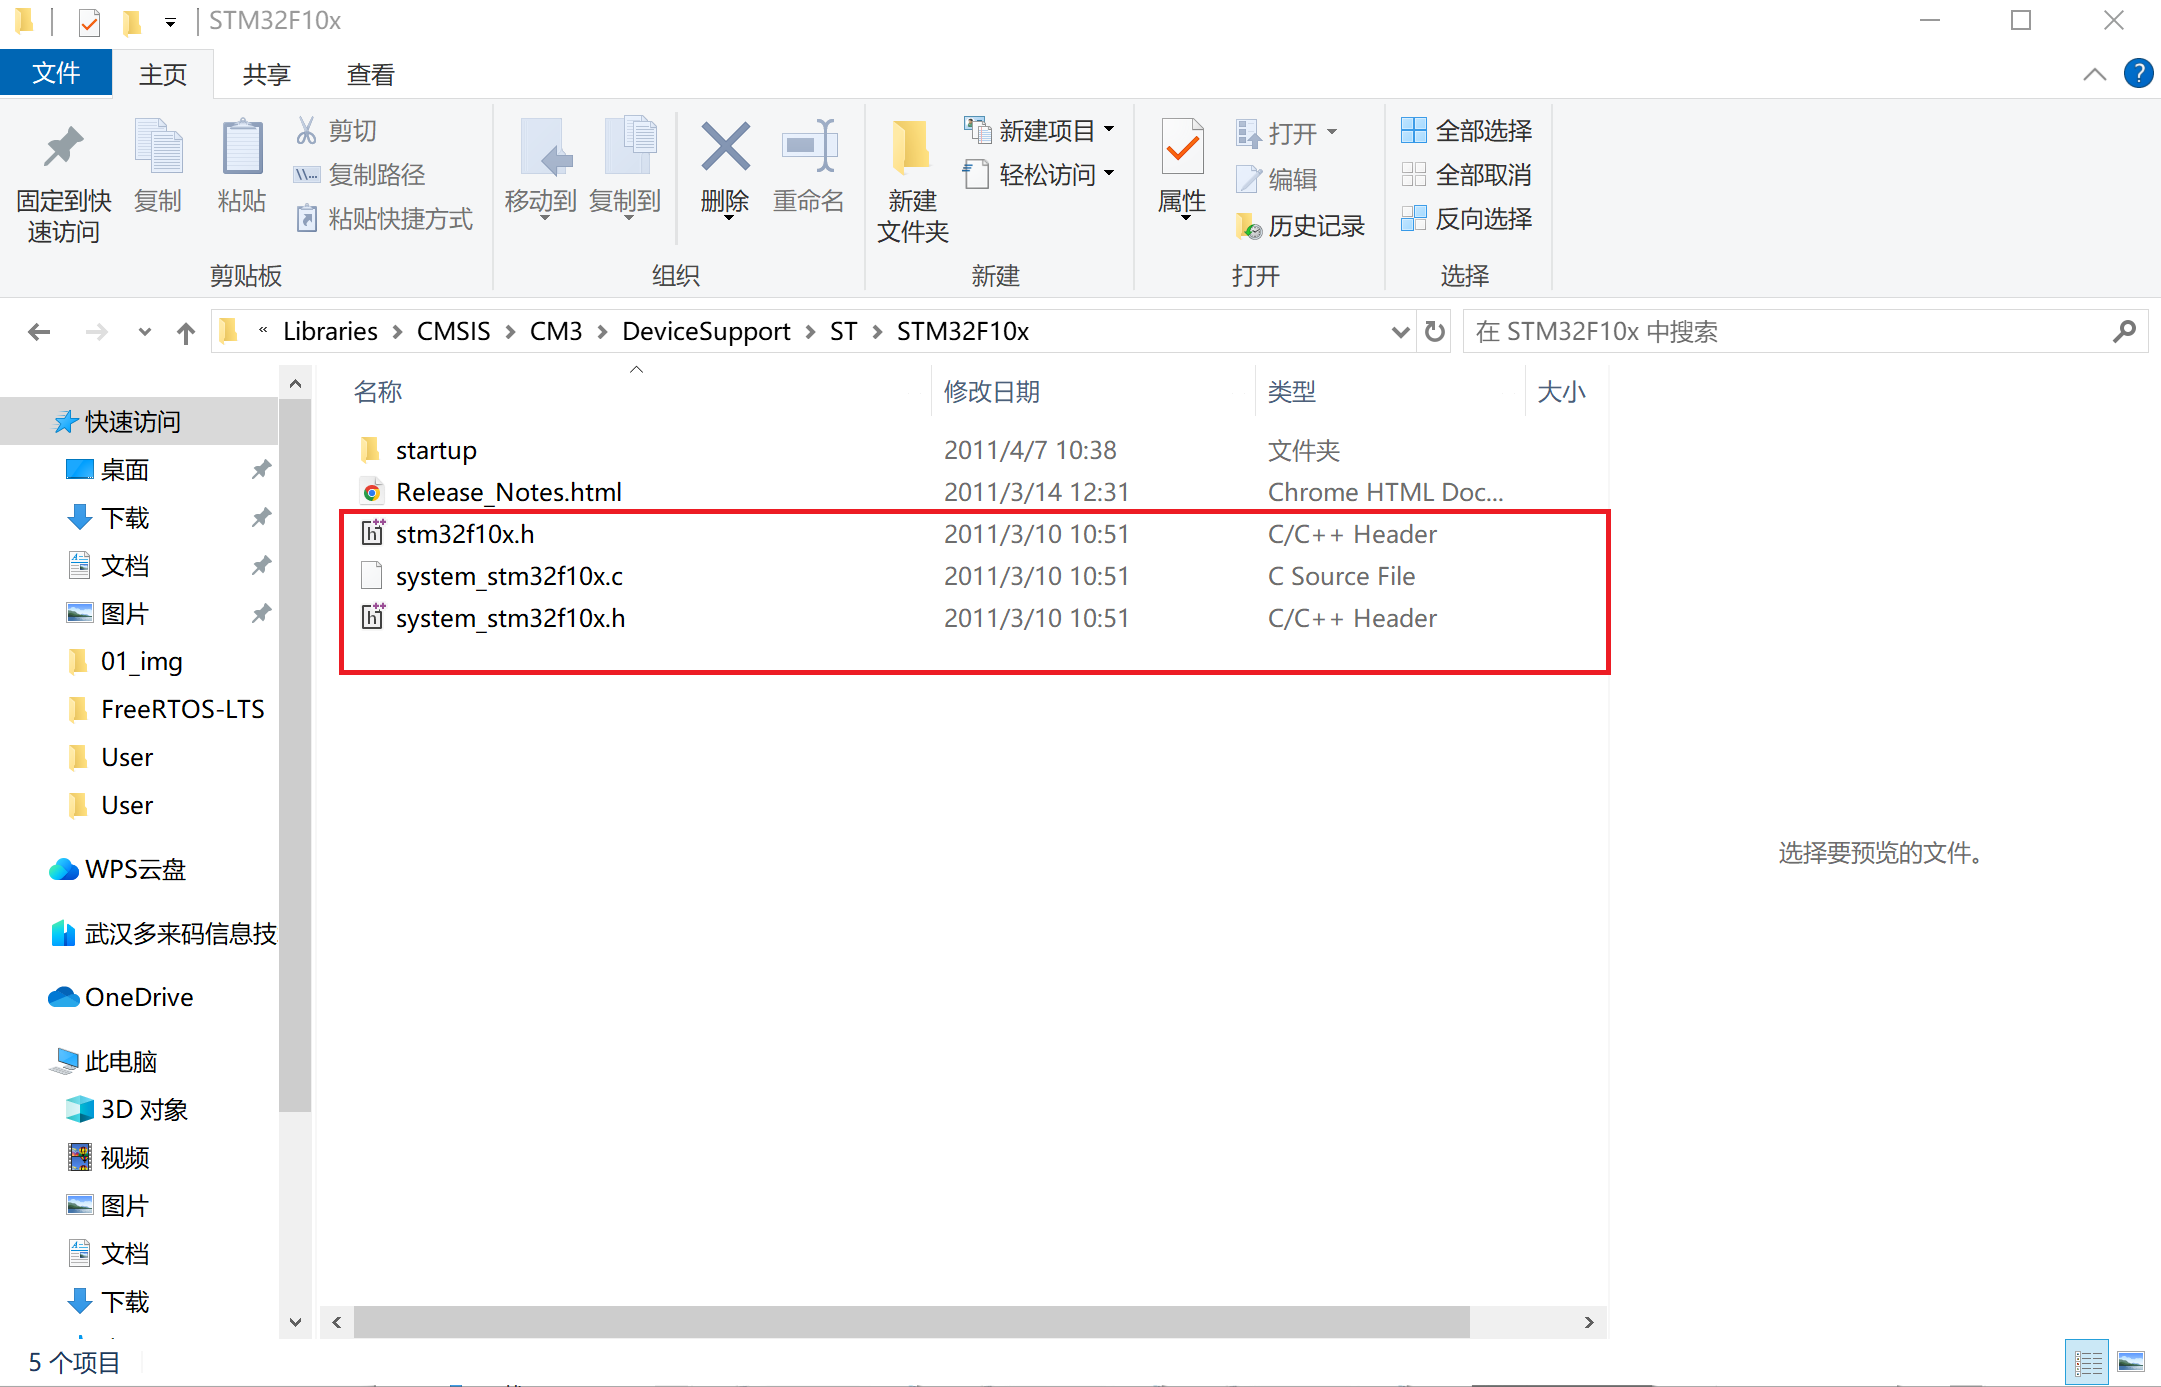 STM32F10x
文件 主页 共享 查看
固定到快速访问
复制
粘贴
剪切
复制路径
粘贴快捷方式
剪贴板
移动到
复制到
删除
重命名
组织
新建文件夹
新建项目
轻松访问
新建
属性
打开
编辑
历史记录
打开
全部选择
全部取消
反向选择
选择
« Libraries > CMSIS > CM3 > DeviceSupport > ST > STM32F10x
在 STM32F10x 中搜索
名称 修改日期 类型 大小
startup 2011/4/7 10:38 文件夹
Release_Notes.html 2011/3/14 12:31 Chrome HTML Doc...
stm32f10x.h 2011/3/10 10:51 C/C++ Header
system_stm32f10x.c 2011/3/10 10:51 C Source File
system_stm32f10x.h 2011/3/10 10:51 C/C++ Header
快速访问
桌面
下载
文档
图片
01_img
FreeRTOS-LTS
User
User
WPS云盘
武汉多来码信息技
OneDrive
此电脑
3D 对象
视频
图片
文档
下载
选择要预览的文件。
5 个项目